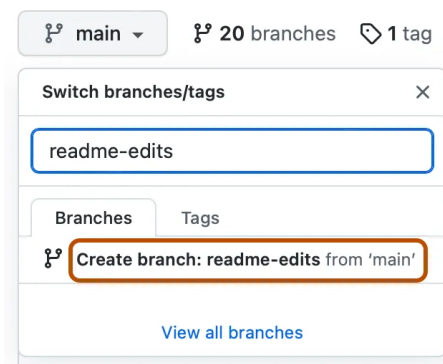 main 20 branches 1 tag
Switch branches/tags
readme-edits
Branches Tags
Create branch: readme-edits from ‘main’
View all branches